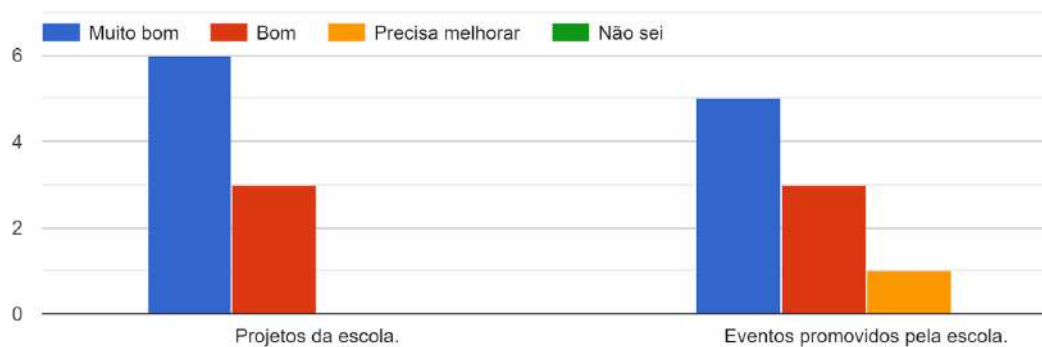 Muito bom Bom Precisa melhorar Não sei
6
4
2
0
Projetos da escola. Eventos promovidos pela escola.